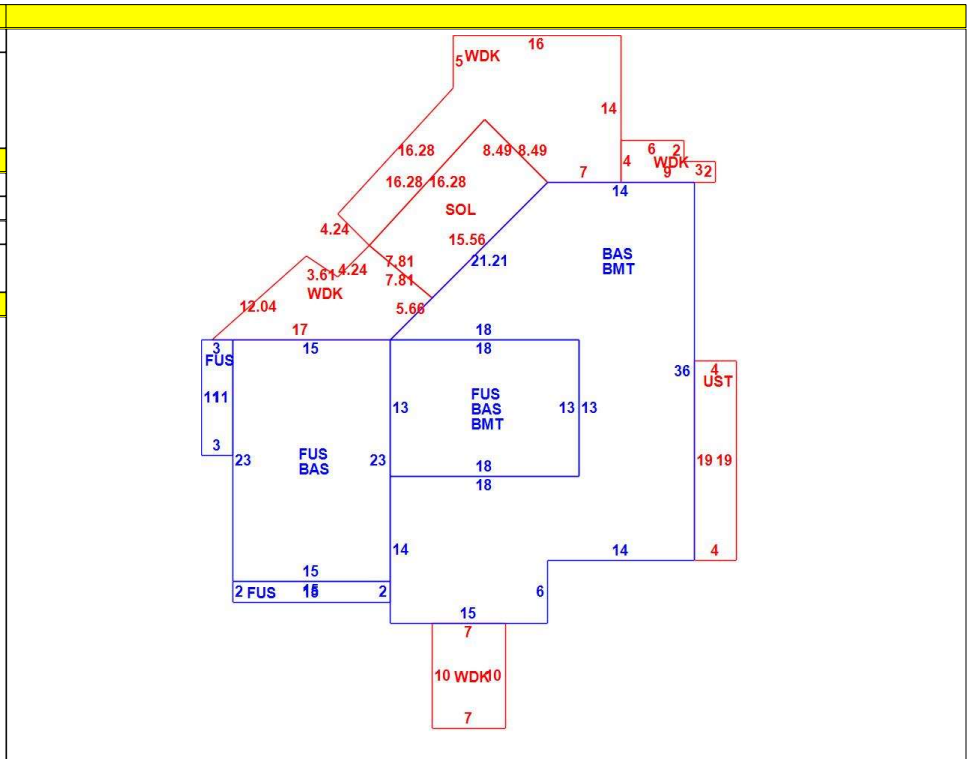 16
5 WDK
14
16.28
8.49 8.49
6 2
4 WDK
7 9 3 2
14
16.28 16.28
SOL
4.24
15.56
BAS
BMT
7.81
21.21
3.61 4.24
7.81
WDK
12.04
5.66
17
18
3
15
18
FUS
36
4
UST
111
FUS
BAS
BMT
13
13 13
3
23
FUS
BAS
23
18
18
19 19
14
14
4
15
2 FUS
15
2
6
15
7
10 WDK 10
7